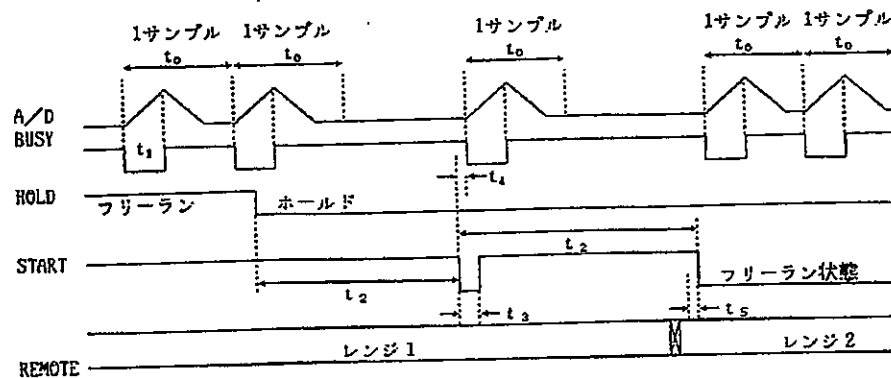 1サンプル 1サンプル 1サンプル 1サンプル 1サンプル
t₀ t₀ t₀ t₀ t₀
A/D
BUSY
t₁
t₄
HOLD
フリーラン ホールド
t₂
START
フリーラン状態
t₂
t₃ t₅
REMOTE
レンジ1 レンジ2